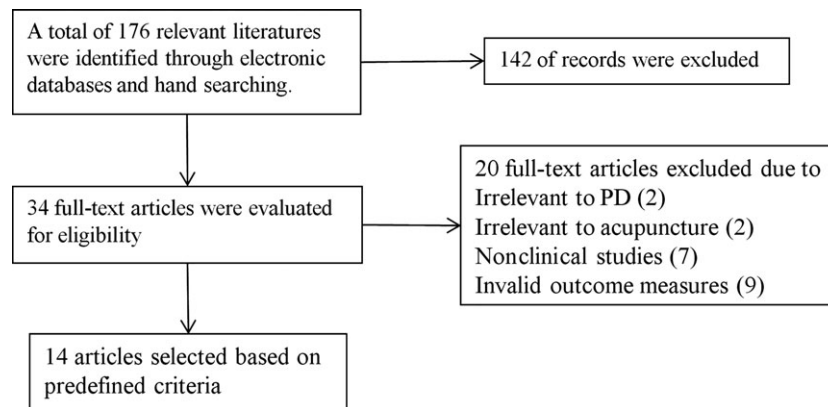 A total of 176 relevant literatures
were identified through electronic
databases and hand searching.
142 of records were excluded
34 full-text articles were evaluated
for eligibility
20 full-text articles excluded due to
Irrelevant to PD (2)
Irrelevant to acupuncture (2)
Nonclinical studies (7)
Invalid outcome measures (9)
14 articles selected based on
predefined criteria